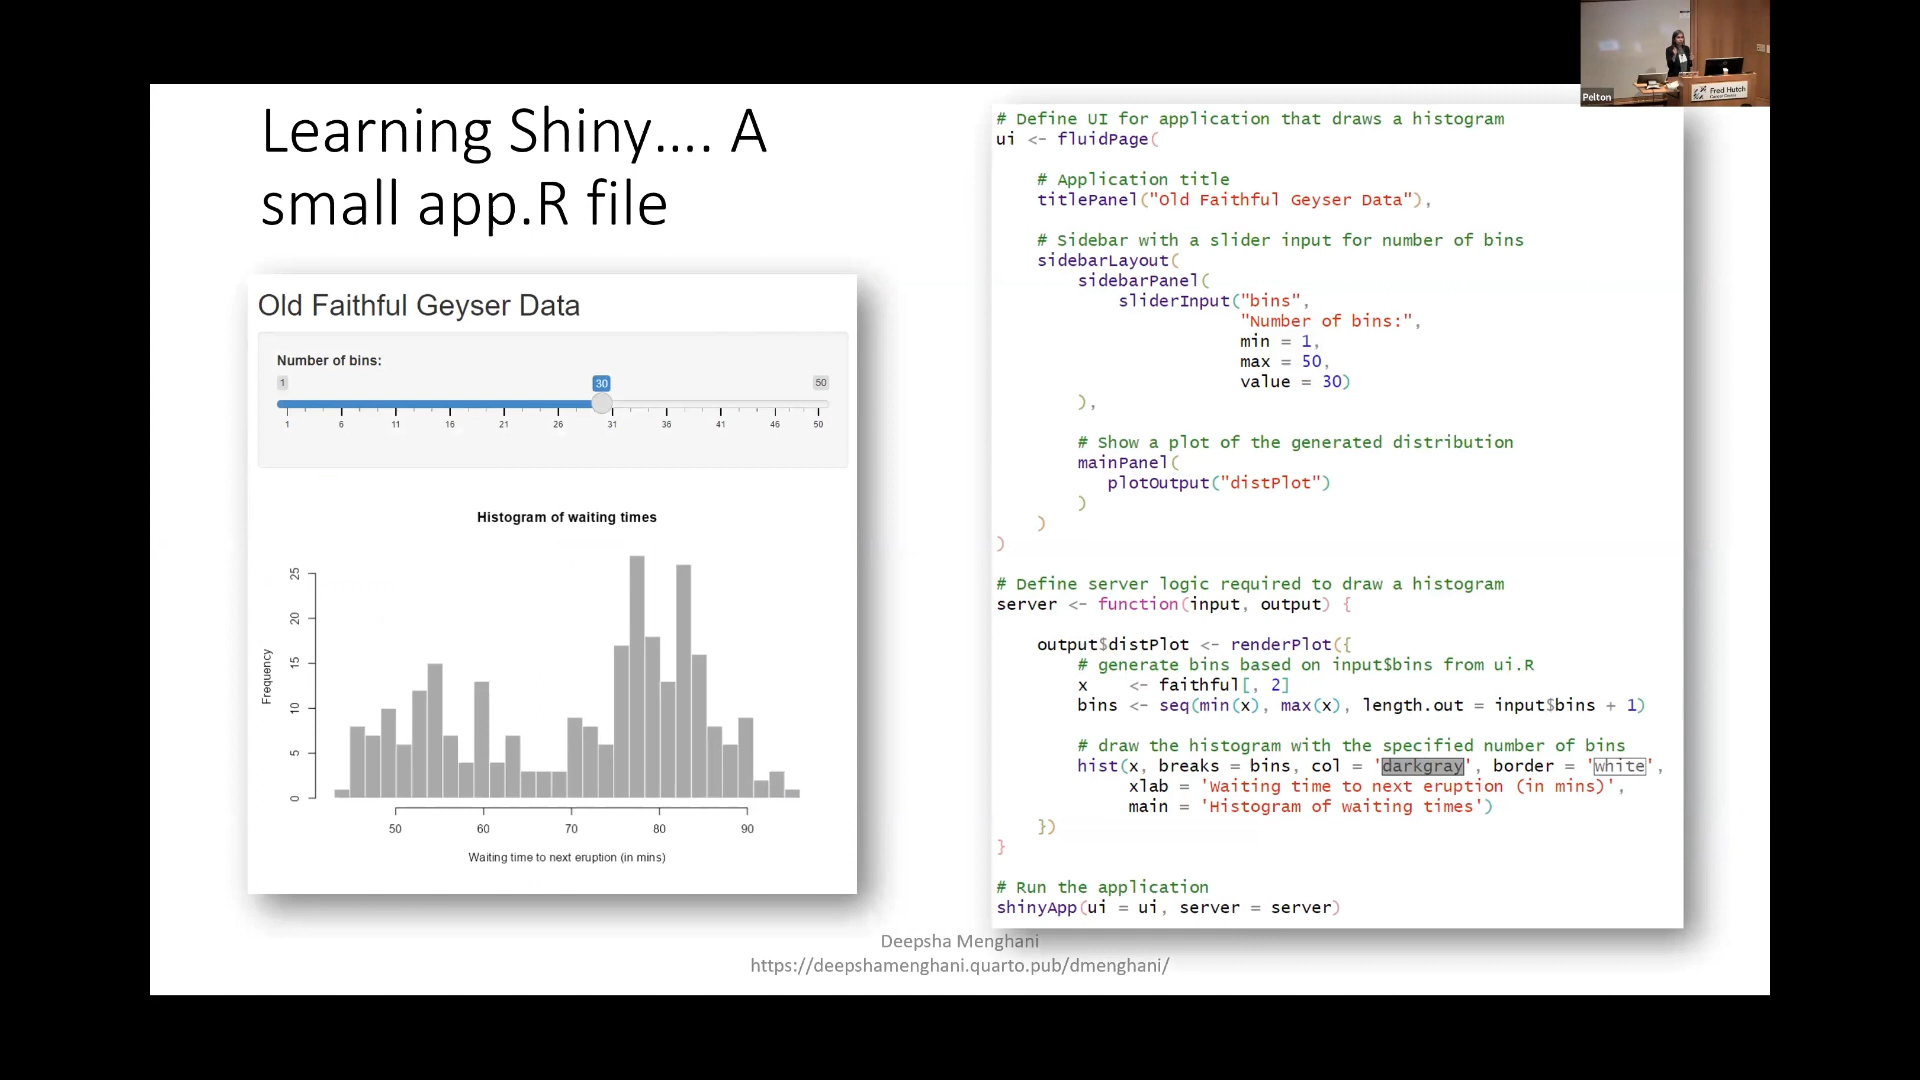 Learning Shiny.... A
small app.R file
Old Faithful Geyser Data
Number of bins:
1 30 50
1 6 11 16 21 26 31 36 41 46 50
Histogram of waiting times
Frequency
25
20
15
10
5
0
50 60 70 80 90
Waiting time to next eruption (in mins)
# Define UI for application that draws a histogram
ui <- fluidPage(
    # Application title
    titlePanel("Old Faithful Geyser Data"),
    # Sidebar with a slider input for number of bins
    sidebarLayout(
        sidebarPanel(
            sliderInput("bins",
                        "Number of bins:",
                        min = 1,
                        max = 50,
                        value = 30)
        ),
        # Show a plot of the generated distribution
        mainPanel(
           plotOutput("distPlot")
        )
    )
)
# Define server logic required to draw a histogram
server <- function(input, output) {
    output$distPlot <- renderPlot({
        # generate bins based on input$bins from ui.R
        x    <- faithful[, 2]
        bins <- seq(min(x), max(x), length.out = input$bins + 1)
        # draw the histogram with the specified number of bins
        hist(x, breaks = bins, col = 'darkgray', border = 'white',
             xlab = 'Waiting time to next eruption (in mins)',
             main = 'Histogram of waiting times')
    })
}
# Run the application
shinyApp(ui = ui, server = server)
Deepsha Menghani
https://deepshamenghani.quarto.pub/dmenghani/
Pelton
Fred Hutch
Cancer Center